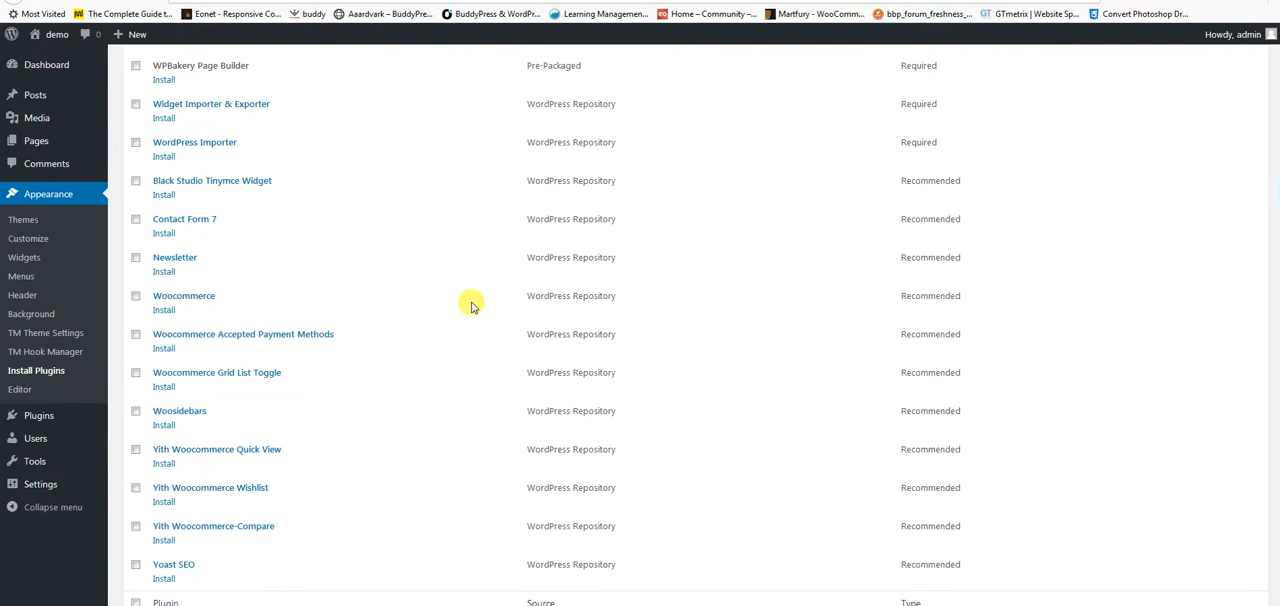 Most Visited The Complete Guide t... Eonet - Responsive Co... buddy Aaardvark – BuddyPre... BuddyPress & WordPr... Learning Managemen... Home – Community –... Martfury – WooComm... bbp_forum_freshness_... GTmetrix | Website Sp... Convert Photoshop Dr...
demo 0 + New Howdy, admin
Dashboard
Posts
Media
Pages
Comments
Appearance
Themes
Customize
Widgets
Menus
Header
Background
TM Theme Settings
TM Hook Manager
Install Plugins
Editor
Plugins
Users
Tools
Settings
Collapse menu
WPBakery Page Builder Pre-Packaged Required
Install
Widget Importer & Exporter WordPress Repository Required
Install
WordPress Importer WordPress Repository Required
Install
Black Studio Tinymce Widget WordPress Repository Recommended
Install
Contact Form 7 WordPress Repository Recommended
Install
Newsletter WordPress Repository Recommended
Install
Woocommerce WordPress Repository Recommended
Install
Woocommerce Accepted Payment Methods WordPress Repository Recommended
Install
Woocommerce Grid List Toggle WordPress Repository Recommended
Install
Woosidebars WordPress Repository Recommended
Install
Yith Woocommerce Quick View WordPress Repository Recommended
Install
Yith Woocommerce Wishlist WordPress Repository Recommended
Install
Yith Woocommerce-Compare WordPress Repository Recommended
Install
Yoast SEO WordPress Repository Recommended
Install
Plugin Source Type